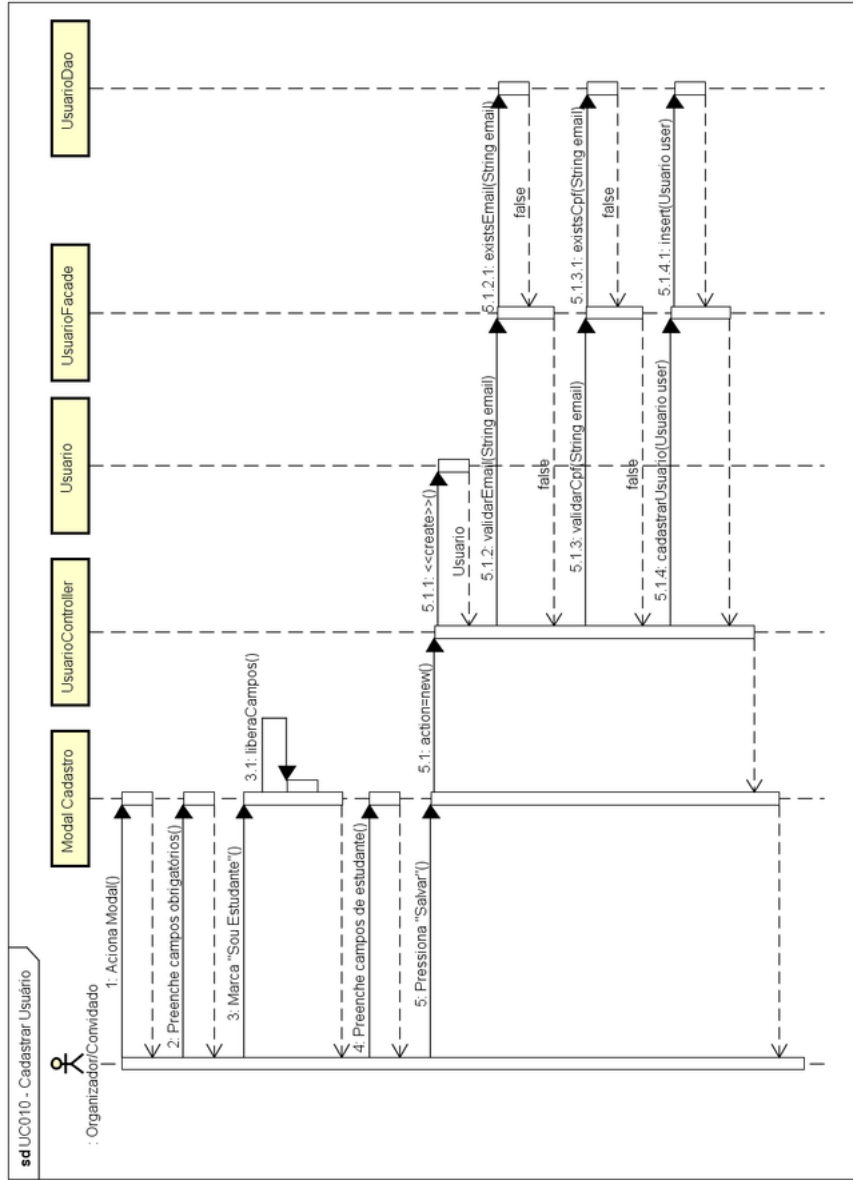 sd UC010 - Cadastrar Usuário
: Organizador/Convidado
Modal Cadastro
UsuarioController
Usuario
UsuarioFacade
UsuarioDao
1: Aciona Modal()
2: Preenche campos obrigatórios()
3: Marca "Sou Estudante"()
3.1: liberaCampos()
4: Preenche campos de estudante()
5: Pressiona "Salvar"()
5.1: action=new()
5.1.1: <<create>>()
Usuario
5.1.2: validarEmail(String email)
5.1.2.1: existsEmail(String email)
false
false
5.1.3: validarCpf(String email)
5.1.3.1: existsCpf(String email)
false
false
5.1.4: cadastrarUsuario(Usuario user)
5.1.4.1: insert(Usuario user)